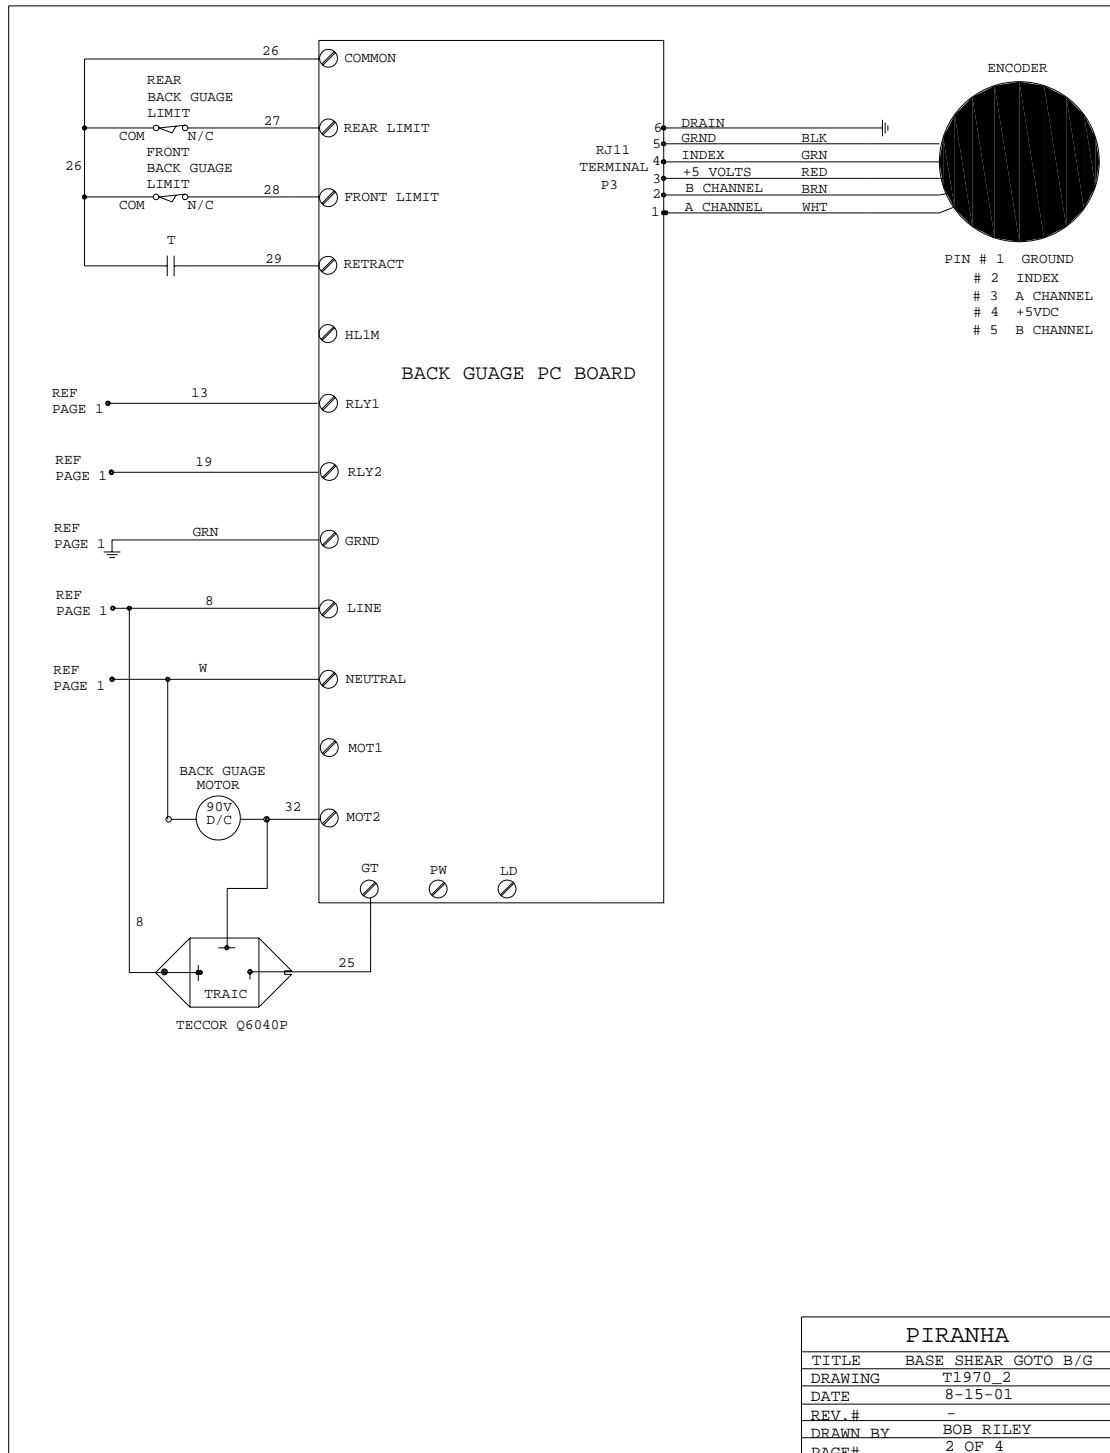 26
COMMON
REAR
BACK GUAGE
LIMIT
COM
N/C
27
REAR LIMIT
26
FRONT
BACK GUAGE
LIMIT
COM
N/C
28
FRONT LIMIT
T
29
RETRACT
HL1M
BACK GUAGE PC BOARD
REF
PAGE 1
13
RLY1
REF
PAGE 1
19
RLY2
REF
PAGE 1
GRN
GRND
REF
PAGE 1
8
LINE
REF
PAGE 1
W
NEUTRAL
MOT1
BACK GUAGE
MOTOR
90V
D/C
32
MOT2
GT
PW
LD
8
25
TRAIC
TECCOR Q6040P
RJ11
TERMINAL
P3
6 DRAIN
5 GRND BLK
4 INDEX GRN
3 +5 VOLTS RED
2 B CHANNEL BRN
1 A CHANNEL WHT
ENCODER
PIN # 1 GROUND
# 2 INDEX
# 3 A CHANNEL
# 4 +5VDC
# 5 B CHANNEL
PIRANHA
TITLE BASE SHEAR GOTO B/G
DRAWING T1970_2
DATE 8-15-01
REV.# -
DRAWN BY BOB RILEY
PAGE# 2 OF 4